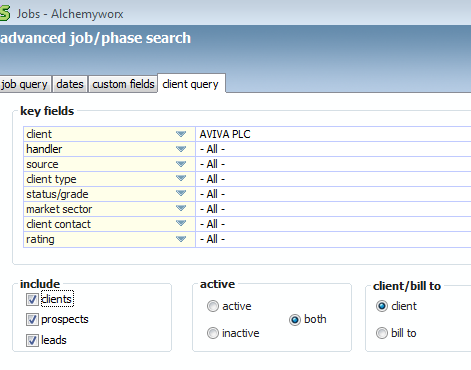 Jobs - Alchemyworx
advanced job/phase search
job query dates custom fields client query
key fields
client AVIVA PLC
handler - All -
source - All -
client type - All -
status/grade - All -
market sector - All -
client contact - All -
rating - All -
include active client/bill to
clients active client
both
prospects inactive bill to
leads